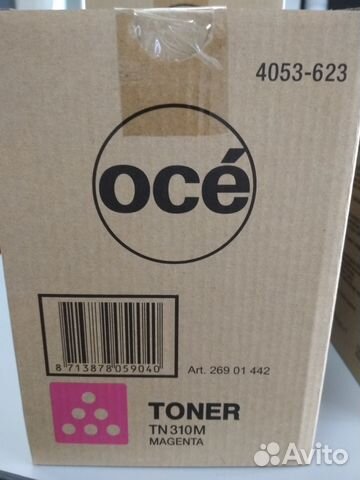 4053-623
océ
8 713878 059040
Art. 269 01 442
TONER
TN310M
MAGENTA
Avito